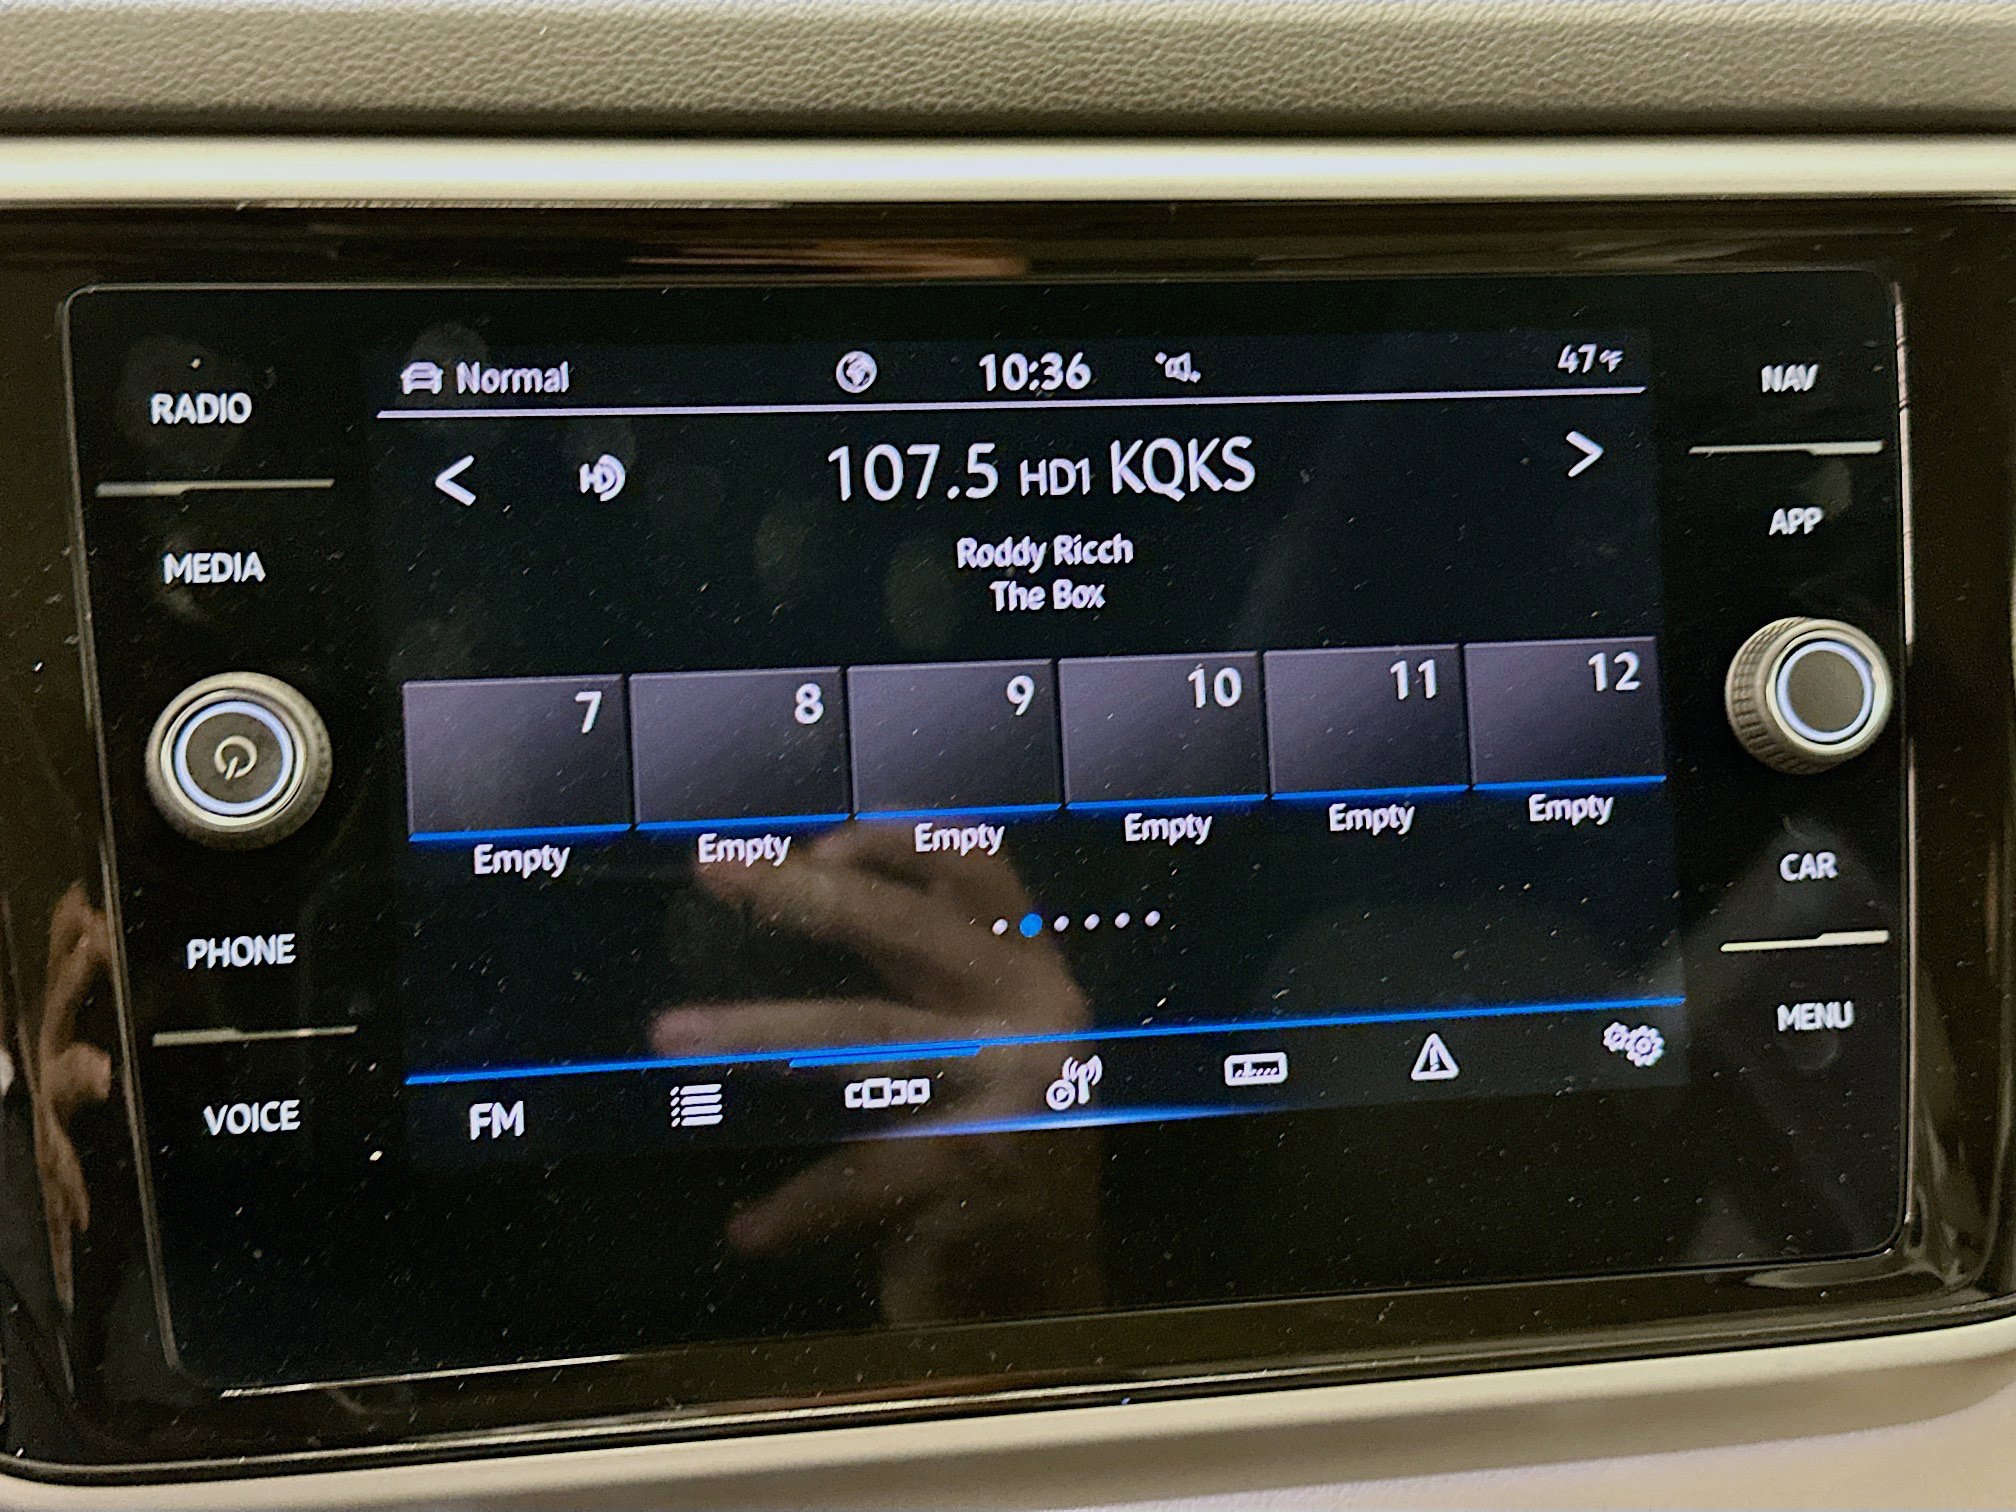 RADIO
MEDIA
PHONE
VOICE
Normal
10:36
47°F
HD
107.5 HD1 KQKS
Roddy Ricch
The Box
7 8 9 10 11 12
Empty Empty Empty Empty Empty Empty
FM
NAV
APP
CAR
MENU